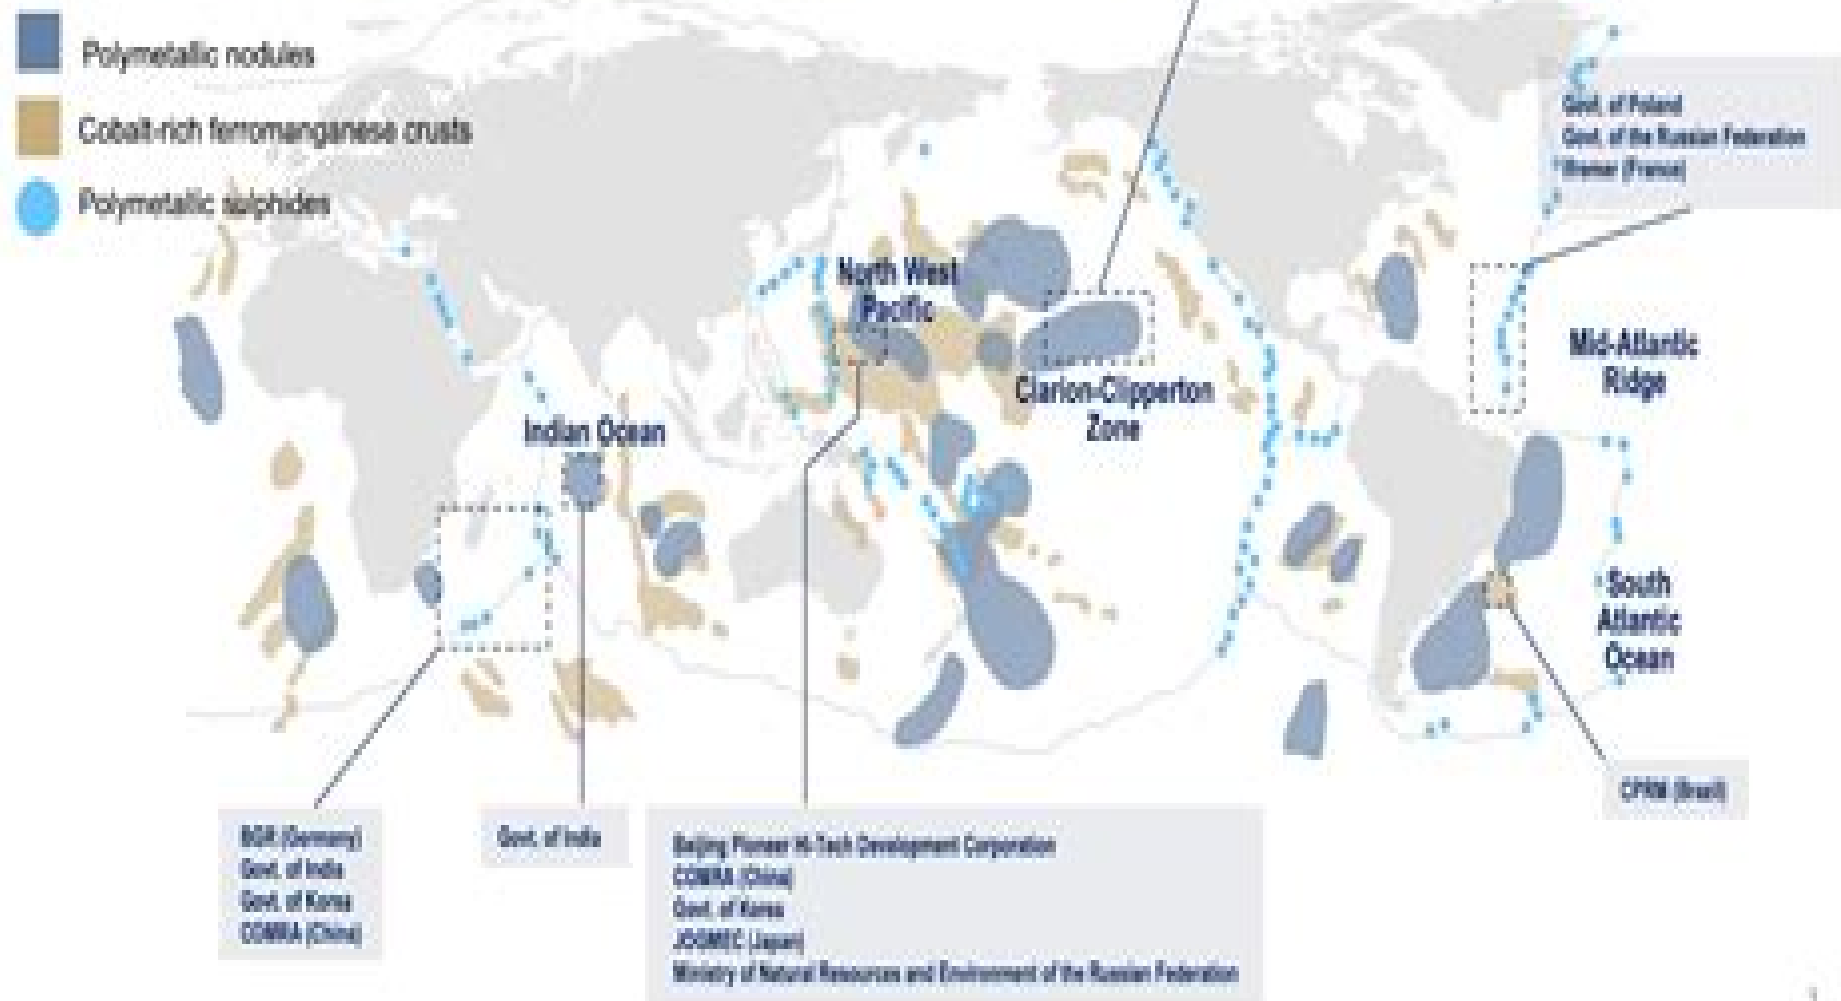 Polymetallic nodules
Cobalt-rich ferromanganese crusts
Polymetallic sulphides
Govt. of Poland
Govt. of the Russian Federation
(France)
North West
Pacific
Mid-Atlantic
Ridge
Clarion-Clipperton
Zone
Indian Ocean
South
Atlantic
Ocean
CPRM (Brazil)
BGR (Germany)
Govt. of India
Govt. of Korea
COMRA (China)
Govt. of India
Beijing Pioneer Hi-Tech Development Corporation
COMRA (China)
Govt. of Korea
JOGMEC (Japan)
Ministry of Natural Resources and Environment of the Russian Federation